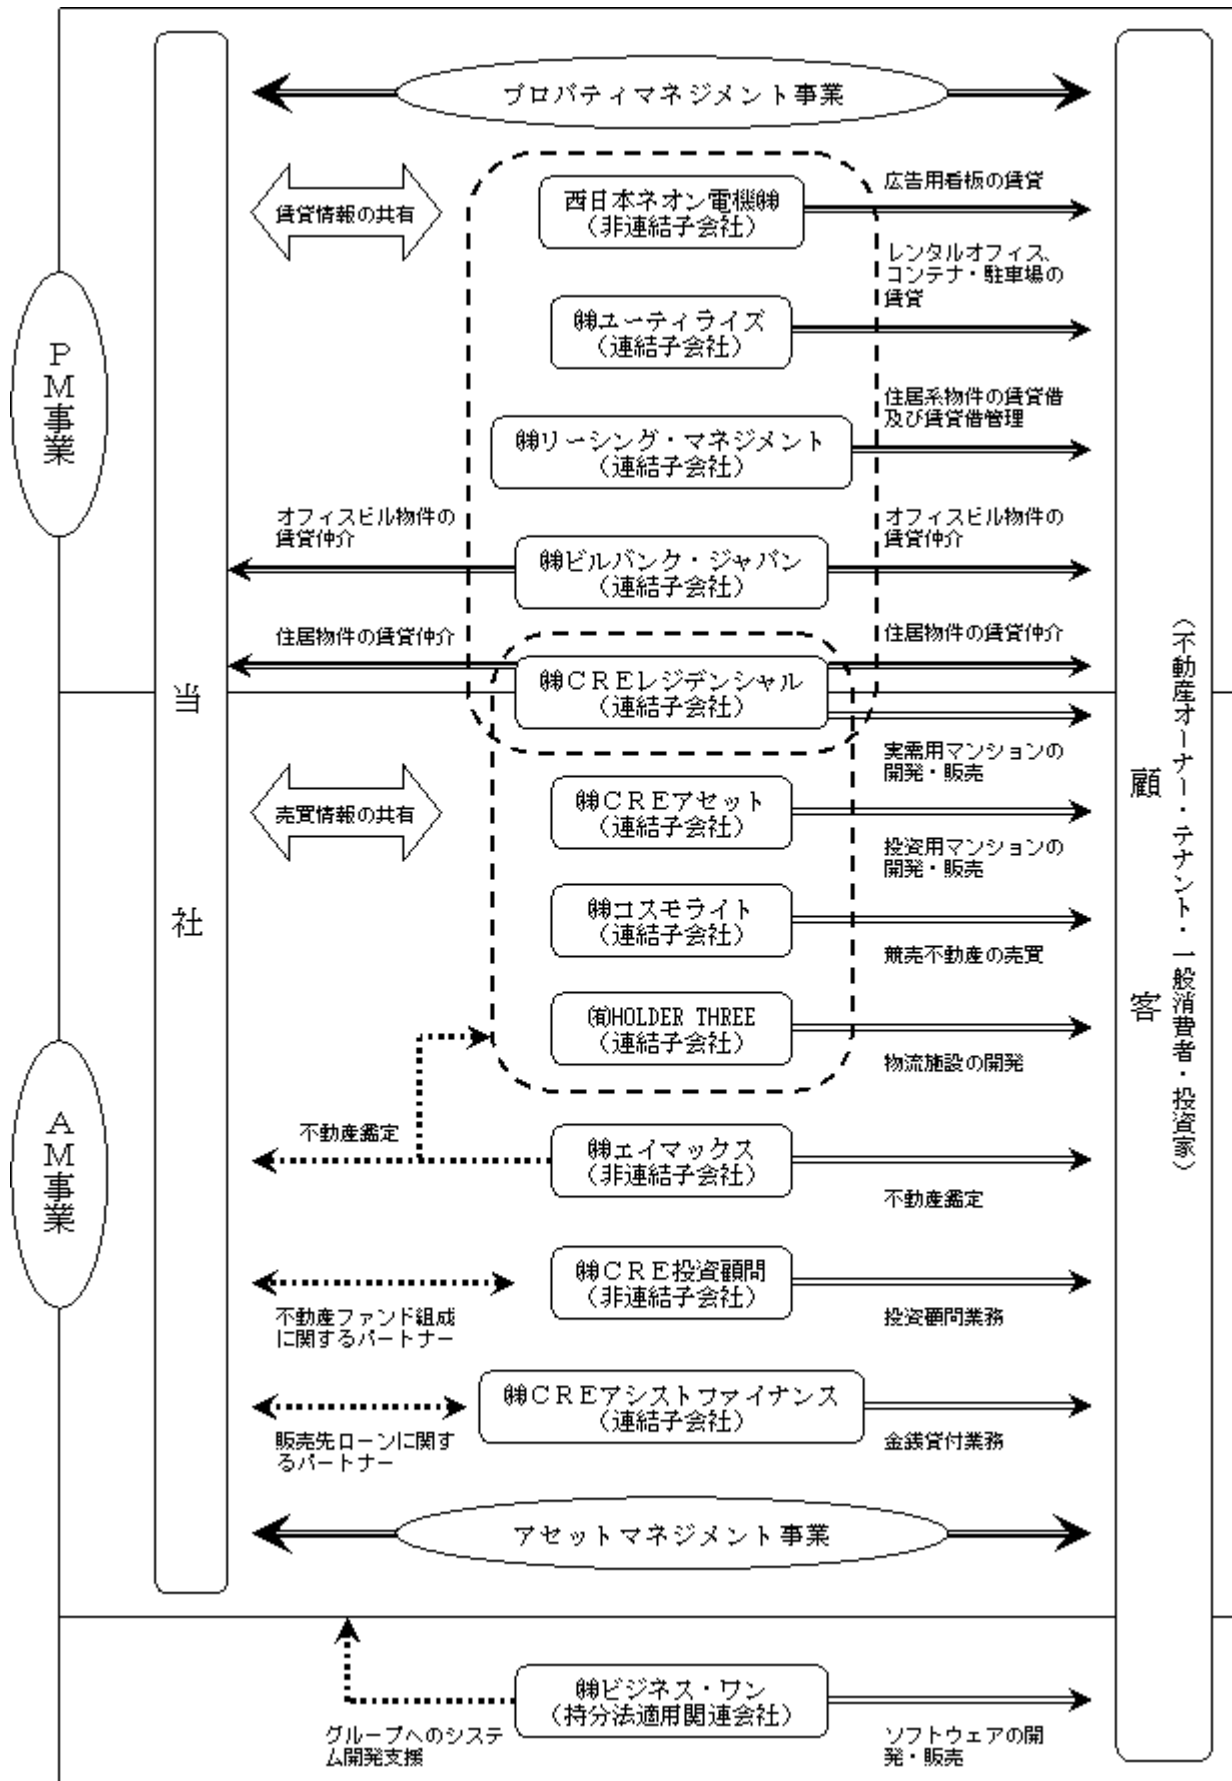 プロパティマネジメント事業
賃貸情報の共有
西日本ネオン電機㈱
（非連結子会社）
広告用看板の賃貸
レンタルオフィス、
コンテナ・駐車場の
賃貸
㈱ユーティライズ
（連結子会社）
PM事業
住居系物件の賃貸借
及び賃貸借管理
㈱リーシング・マネジメント
（連結子会社）
オフィスビル物件の
賃貸仲介
㈱ビルバンク・ジャパン
（連結子会社）
オフィスビル物件の
賃貸仲介
住居物件の賃貸仲介
㈱ＣＲＥレジデンシャル
（連結子会社）
住居物件の賃貸仲介
当社
顧客
（不動産オーナー・テナント・一般消費者・投資家）
実需用マンションの
開発・販売
売買情報の共有
㈱ＣＲＥアセット
（連結子会社）
投資用マンションの
開発・販売
㈱コスモライト
（連結子会社）
競売不動産の売買
㈲HOLDER THREE
（連結子会社）
物流施設の開発
AM事業
不動産鑑定
㈱エイマックス
（非連結子会社）
不動産鑑定
㈱ＣＲＥ投資顧問
（非連結子会社）
不動産ファンド組成
に関するパートナー
投資顧問業務
㈱ＣＲＥアシストファイナンス
（連結子会社）
販売先ローンに関す
るパートナー
金銭貸付業務
アセットマネジメント事業
㈱ビジネス・ワン
（持分法適用関連会社）
グループへのシステ
ム開発支援
ソフトウェアの開
発・販売